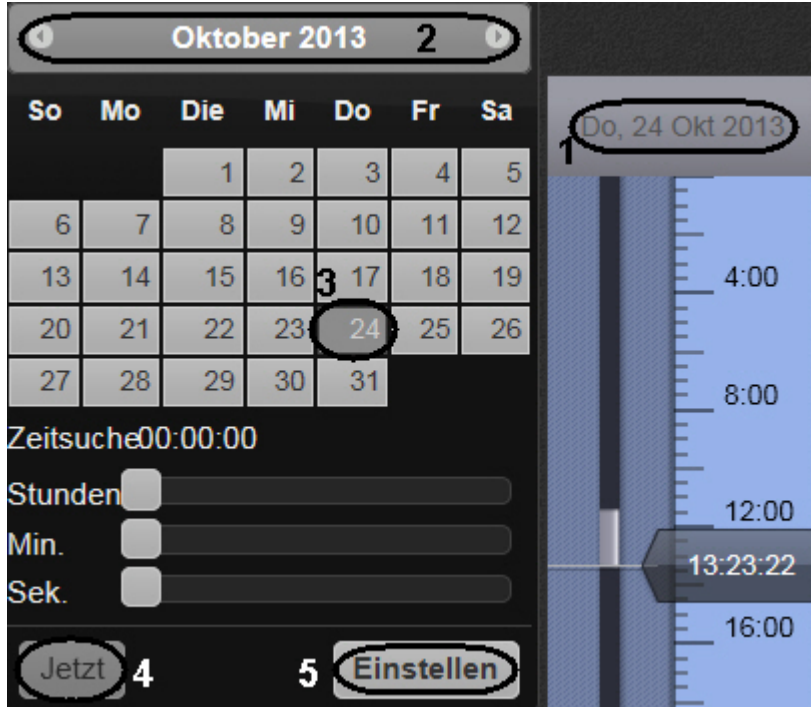 Oktober 2013 2
So Mo Die Mi Do Fr Sa
1 2 3 4 5
6 7 8 9 10 11 12
13 14 15 16 3 17 18 19
20 21 22 23 24 25 26
27 28 29 30 31
Zeitsuche00:00:00
Stunden
Min.
Sek.
Jetzt 4 5 Einstellen
Do, 24 Okt 2013
1
4:00
8:00
12:00
13:23:22
16:00